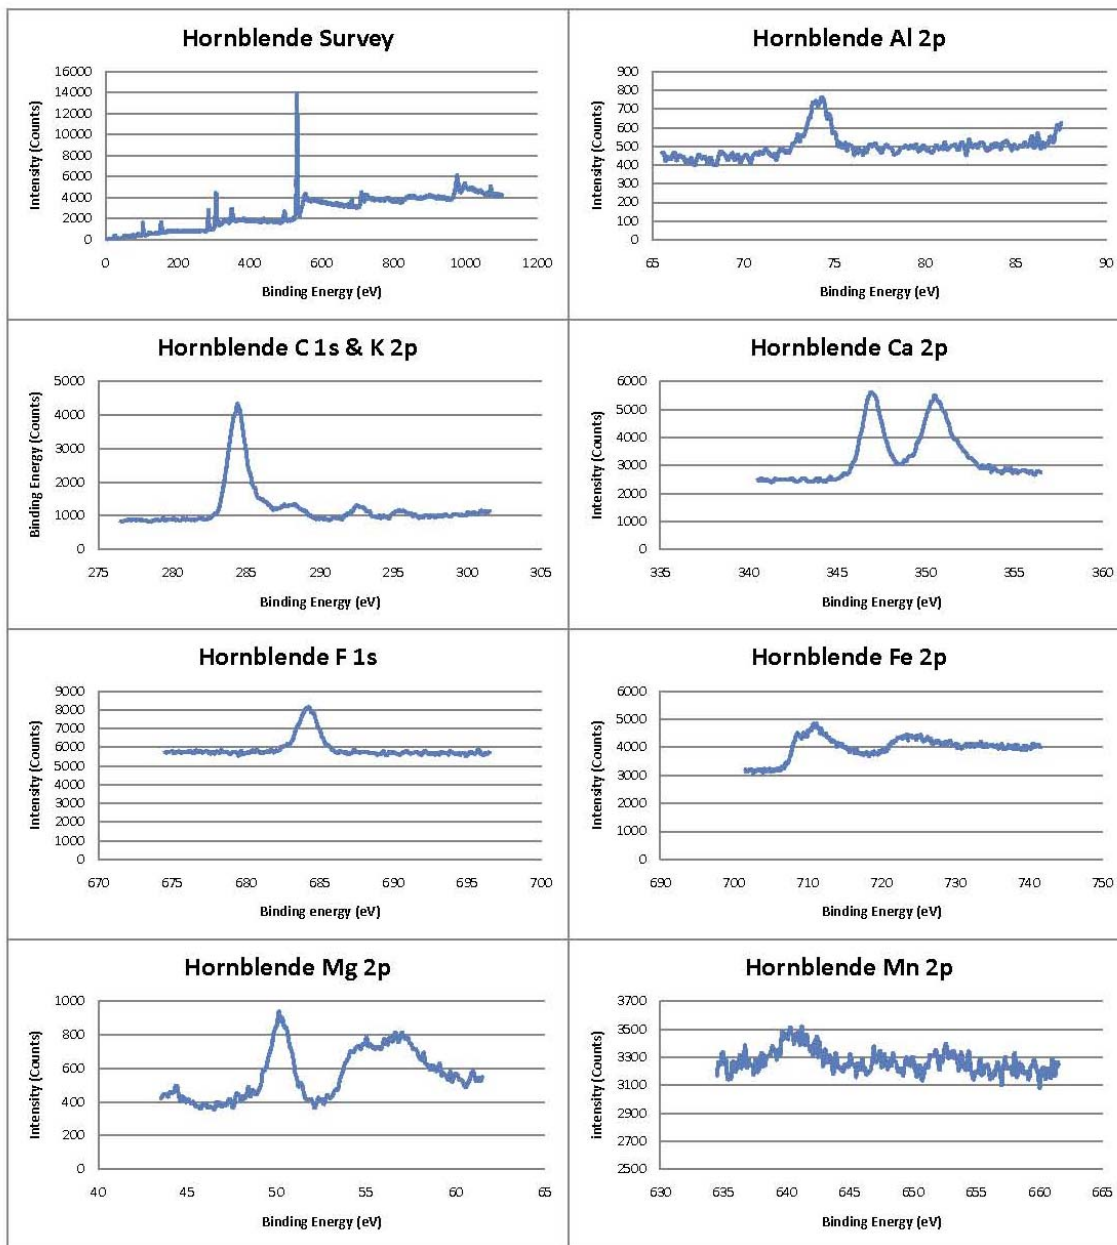 Hornblende Survey
Intensity (Counts)
16000
14000
12000
10000
8000
6000
4000
2000
0
0 200 400 600 800 1000 1200
Binding Energy (eV)
Hornblende Al 2p
Intensity (Counts)
900
800
700
600
500
400
300
200
100
0
65 70 75 80 85 90
Binding Energy (eV)
Hornblende C 1s & K 2p
Binding Energy (Counts)
5000
4000
3000
2000
1000
0
275 280 285 290 295 300 305
Binding Energy (eV)
Hornblende Ca 2p
Intensity (Counts)
6000
5000
4000
3000
2000
1000
0
335 340 345 350 355 360
Binding Energy (eV)
Hornblende F 1s
Intensity (Counts)
9000
8000
7000
6000
5000
4000
3000
2000
1000
0
670 675 680 685 690 695 700
Binding energy (eV)
Hornblende Fe 2p
Intensity (Counts)
6000
5000
4000
3000
2000
1000
0
690 700 710 720 730 740 750
Binding Energy (eV)
Hornblende Mg 2p
Intensity (Counts)
1000
800
600
400
200
0
40 45 50 55 60 65
Binding Energy (eV)
Hornblende Mn 2p
intensity (Counts)
3700
3500
3300
3100
2900
2700
2500
630 635 640 645 650 655 660 665
Binding Energy (eV)